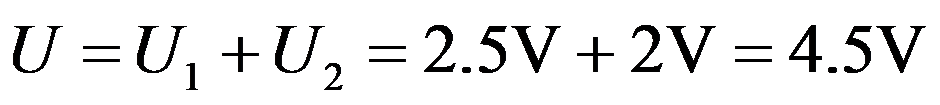 U = U₁ + U₂ = 2.5V + 2V = 4.5V